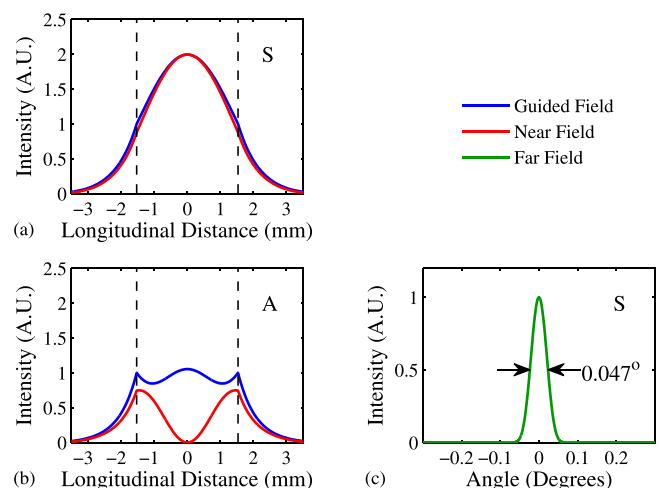 2.5
2
1.5
1
0.5
0
Intensity (A.U.)
S
−3 −2 −1 0 1 2 3
(a) Longitudinal Distance (mm)
Guided Field
Near Field
Far Field
2.5
2
1.5
1
0.5
0
Intensity (A.U.)
A
−3 −2 −1 0 1 2 3
(b) Longitudinal Distance (mm)
1
0.5
0
Intensity (A.U.)
S
0.047o
−0.2 −0.1 0 0.1 0.2
(c) Angle (Degrees)